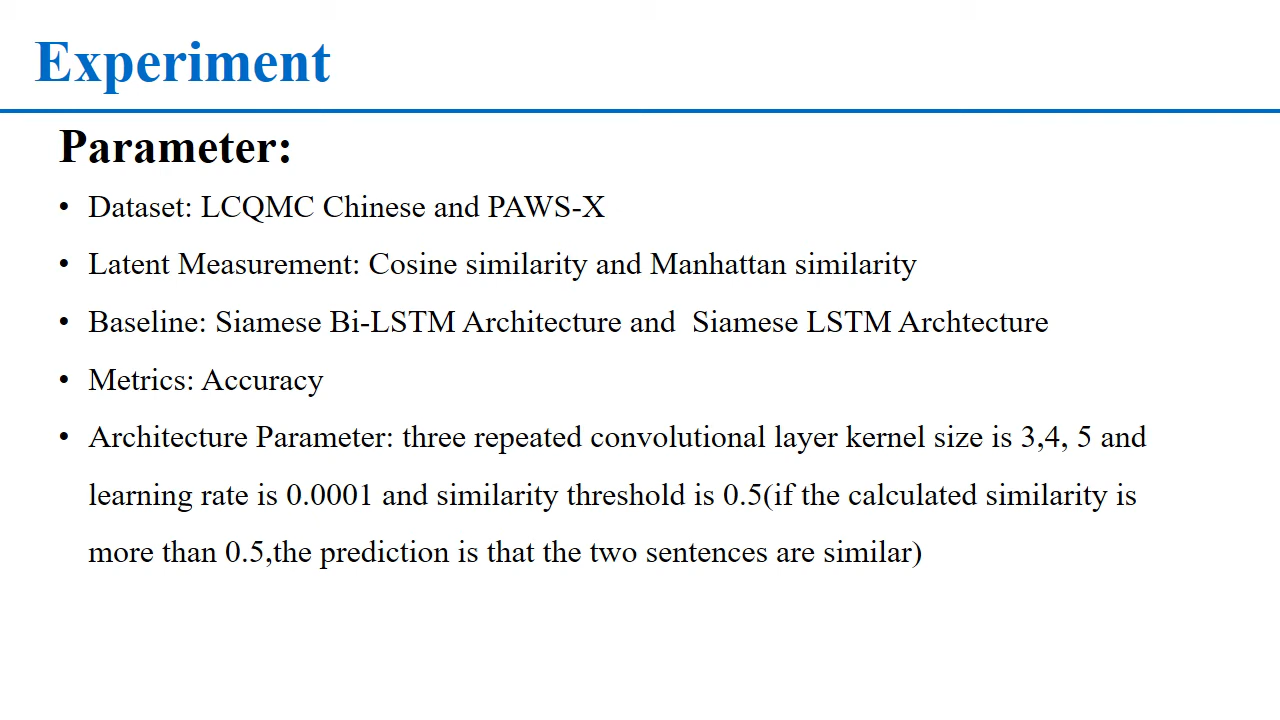 Experiment
Parameter:
• Dataset: LCQMC Chinese and PAWS-X
• Latent Measurement: Cosine similarity and Manhattan similarity
• Baseline: Siamese Bi-LSTM Architecture and  Siamese LSTM Archtecture
• Metrics: Accuracy
• Architecture Parameter: three repeated convolutional layer kernel size is 3,4, 5 and
learning rate is 0.0001 and similarity threshold is 0.5(if the calculated similarity is
more than 0.5,the prediction is that the two sentences are similar)